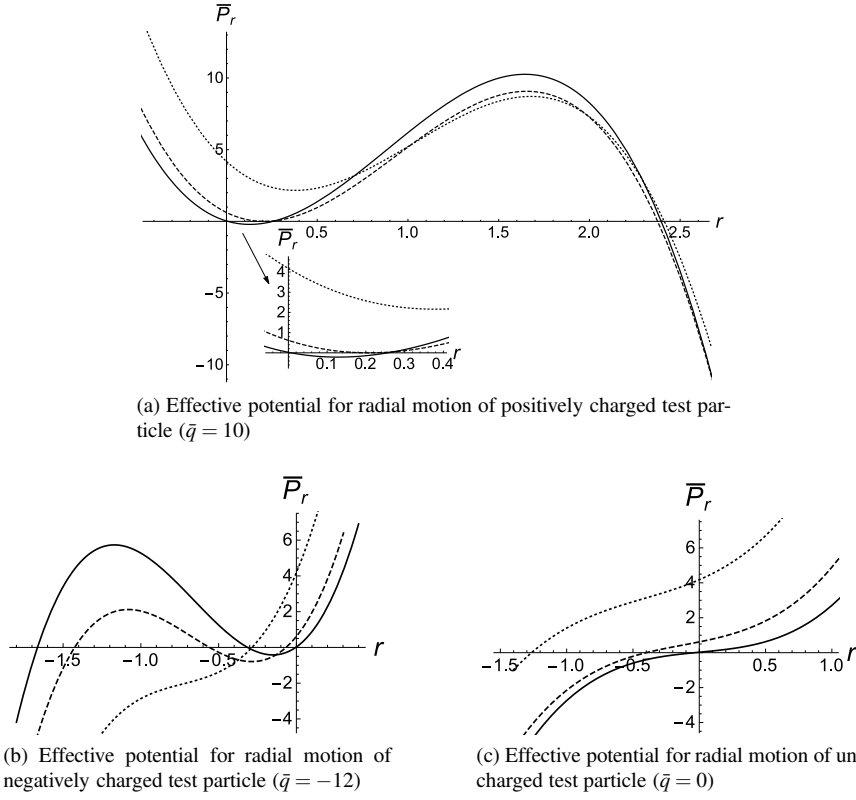 P̅r
10
5
0.5 1.0 1.5 2.0 2.5 r
P̅r
−5
4
3
2
1
0.1 0.2 0.3 0.4 r
−10
(a) Effective potential for radial motion of positively charged test par-
ticle (q̄ = 10)
P̅r
6
4
2
−1.5 −1.0 −0.5 r
−2
−4
(b) Effective potential for radial motion of
negatively charged test particle (q̄ = −12)
P̅r
6
4
2
−1.5 −1.0 −0.5 0.5 1.0 r
−2
−4
(c) Effective potential for radial motion of un
charged test particle (q̄ = 0)